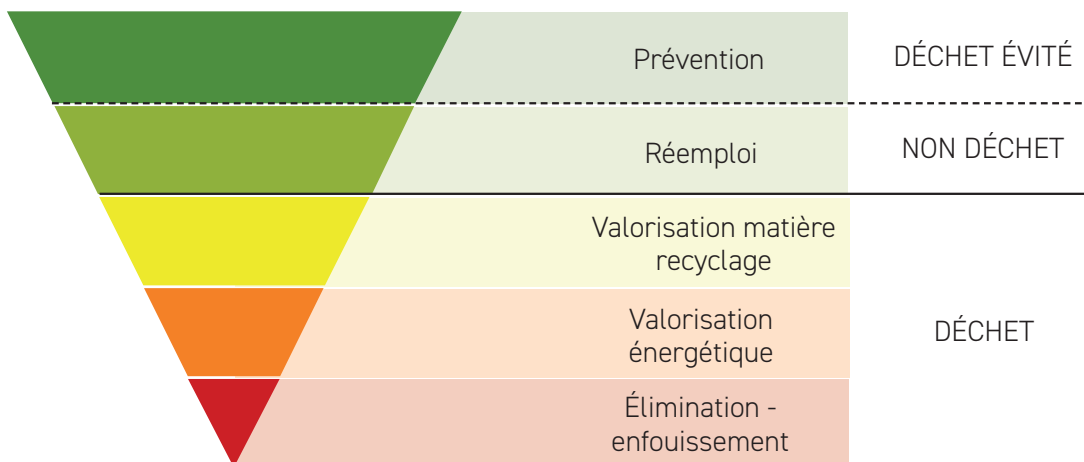 Prévention
DÉCHET ÉVITÉ
Réemploi
NON DÉCHET
Valorisation matière
recyclage
Valorisation
énergétique
DÉCHET
Élimination -
enfouissement